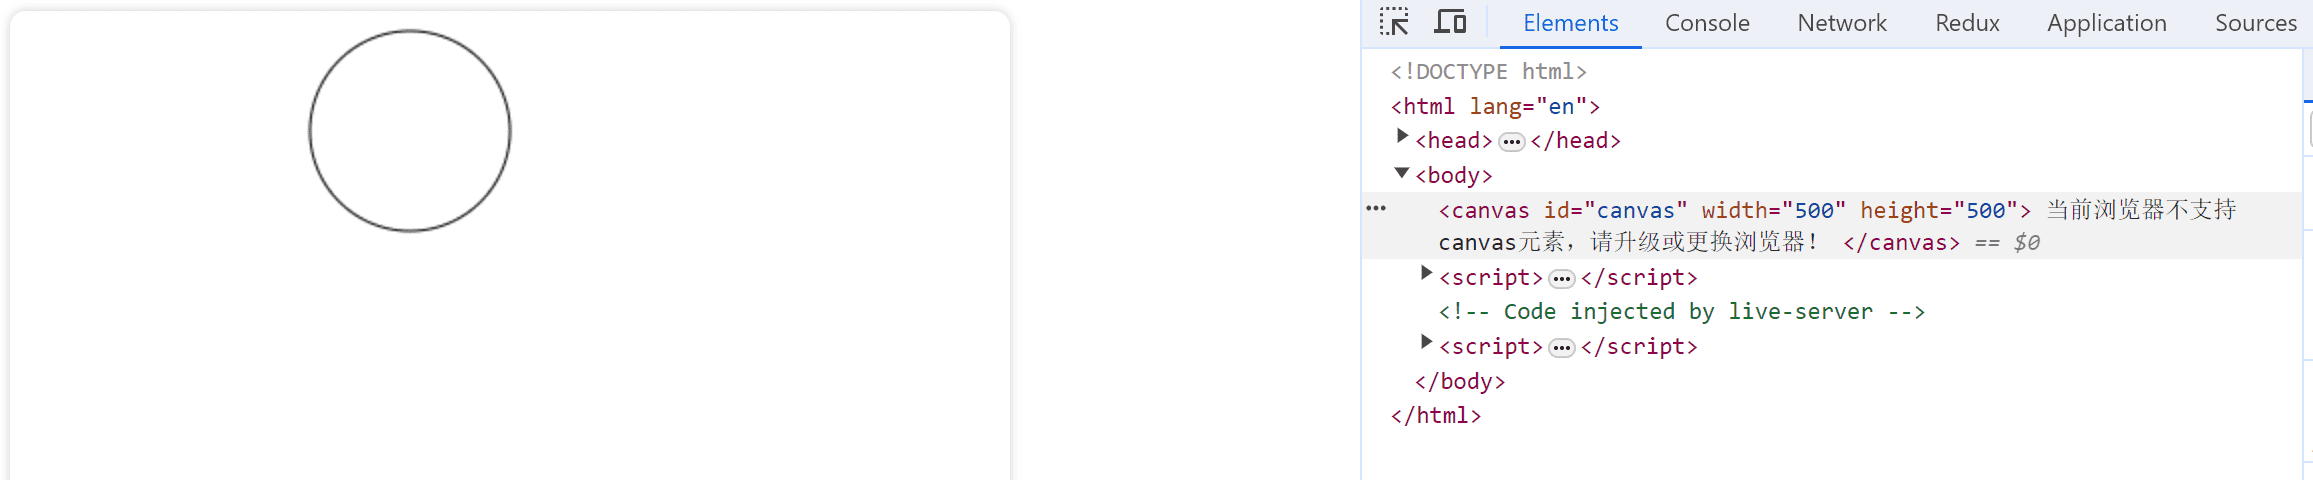 Elements Console Network Redux Application Sources
<!DOCTYPE html>
<html lang="en">
<head>•••</head>
<body>
<canvas id="canvas" width="500" height="500"> 当前浏览器不支持
canvas元素，请升级或更换浏览器！ </canvas> == $0
<script>•••</script>
<!-- Code injected by live-server -->
<script>•••</script>
</body>
</html>